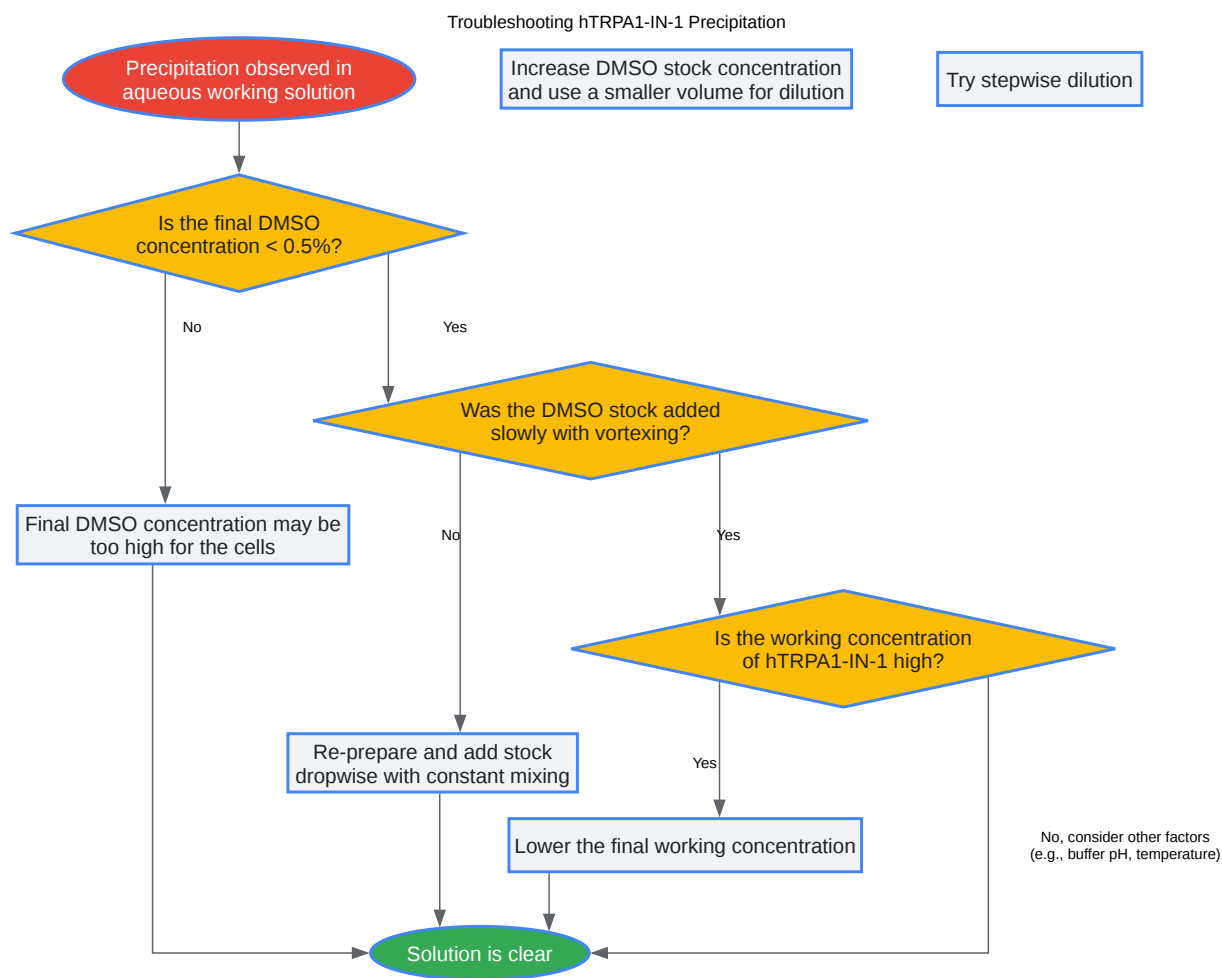 Troubleshooting hTRPA1-IN-1 Precipitation
Precipitation observed in
aqueous working solution
Increase DMSO stock concentration
and use a smaller volume for dilution
Try stepwise dilution
Is the final DMSO
concentration < 0.5%?
No
Yes
Was the DMSO stock added
slowly with vortexing?
Final DMSO concentration may be
too high for the cells
No
Yes
Is the working concentration
of hTRPA1-IN-1 high?
Re-prepare and add stock
dropwise with constant mixing
Yes
Lower the final working concentration
No, consider other factors
(e.g., buffer pH, temperature)
Solution is clear